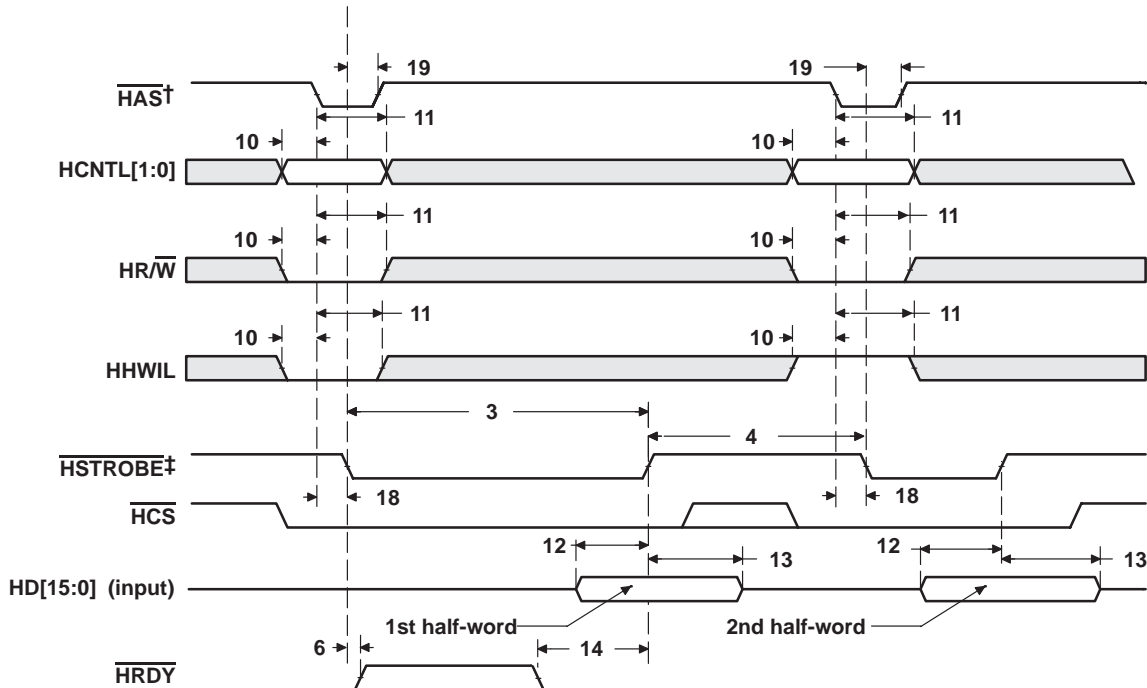 19 19
HAS†
11 11
10 10
HCNTL[1:0]
11 11
10 10
HR/W
11 11
10 10
HHWIL
3
4
HSTROBE‡
18 18
HCS
12 12
13 13
HD[15:0] (input)
1st half-word 2nd half-word
6 14
HRDY